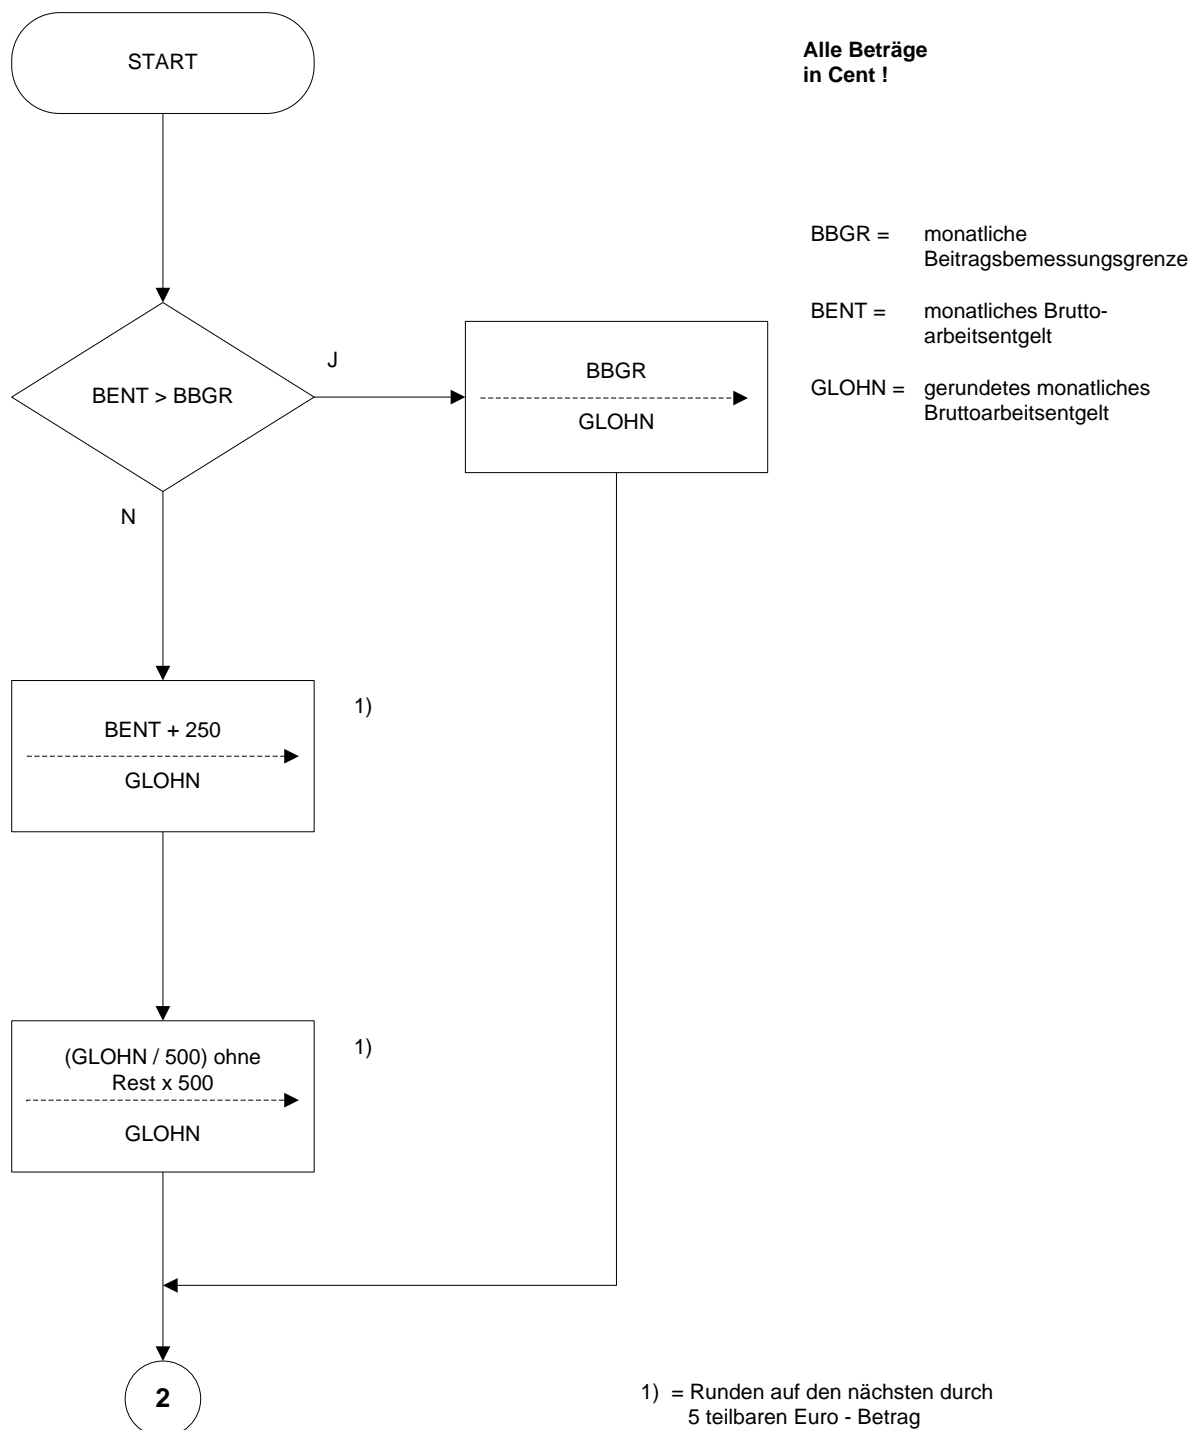 START
Alle Beträge
in Cent !
BBGR = monatliche
Beitragsbemessungsgrenze
BENT = monatliches Brutto-
arbeitsentgelt
GLOHN = gerundetes monatliches
Bruttoarbeitsentgelt
BENT > BBGR
J
BBGR
GLOHN
N
1)
BENT + 250
GLOHN
1)
(GLOHN / 500) ohne
Rest x 500
GLOHN
2
1) = Runden auf den nächsten durch
5 teilbaren Euro - Betrag